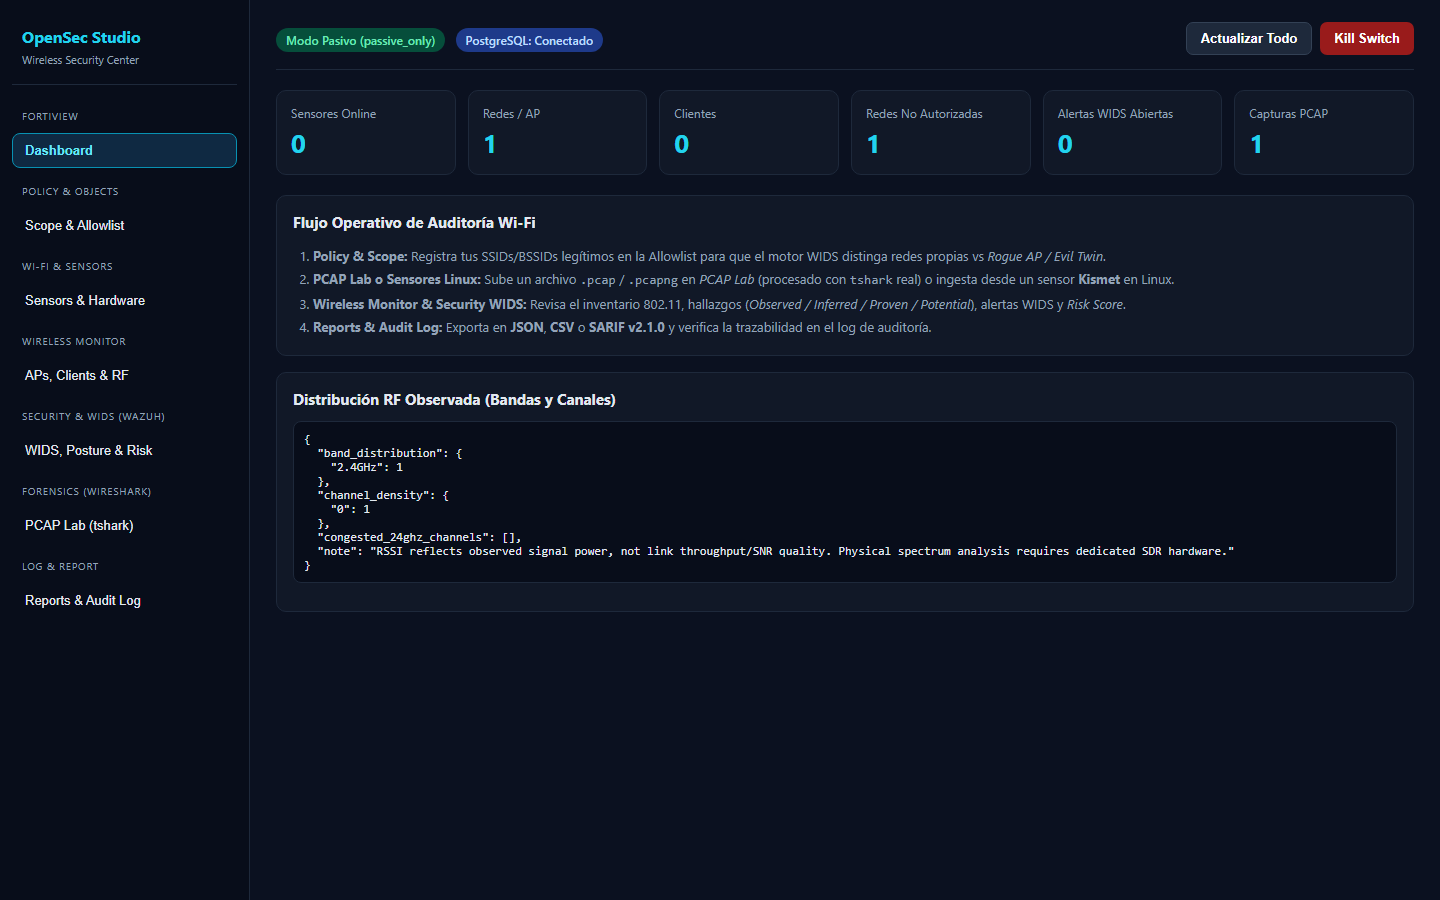 OpenSec Studio
Wireless Security Center
FORTIVIEW
Dashboard
POLICY & OBJECTS
Scope & Allowlist
WI-FI & SENSORS
Sensors & Hardware
WIRELESS MONITOR
APs, Clients & RF
SECURITY & WIDS (WAZUH)
WIDS, Posture & Risk
FORENSICS (WIRESHARK)
PCAP Lab (tshark)
LOG & REPORT
Reports & Audit Log
Modo Pasivo (passive_only)
PostgreSQL: Conectado
Actualizar Todo
Kill Switch
Sensores Online
0
Redes / AP
1
Clientes
0
Redes No Autorizadas
1
Alertas WIDS Abiertas
0
Capturas PCAP
1
Flujo Operativo de Auditoría Wi-Fi
1. Policy & Scope: Registra tus SSIDs/BSSIDs legítimos en la Allowlist para que el motor WIDS distinga redes propias vs Rogue AP / Evil Twin.
2. PCAP Lab o Sensores Linux: Sube un archivo .pcap / .pcapng en PCAP Lab (procesado con tshark real) o ingesta desde un sensor Kismet en Linux.
3. Wireless Monitor & Security WIDS: Revisa el inventario 802.11, hallazgos (Observed / Inferred / Proven / Potential), alertas WIDS y Risk Score.
4. Reports & Audit Log: Exporta en JSON, CSV o SARIF v2.1.0 y verifica la trazabilidad en el log de auditoría.
Distribución RF Observada (Bandas y Canales)
{
"band_distribution": {
"2.4GHz": 1
},
"channel_density": {
"0": 1
},
"congested_24ghz_channels": [],
"note": "RSSI reflects observed signal power, not link throughput/SNR quality. Physical spectrum analysis requires dedicated SDR hardware."
}